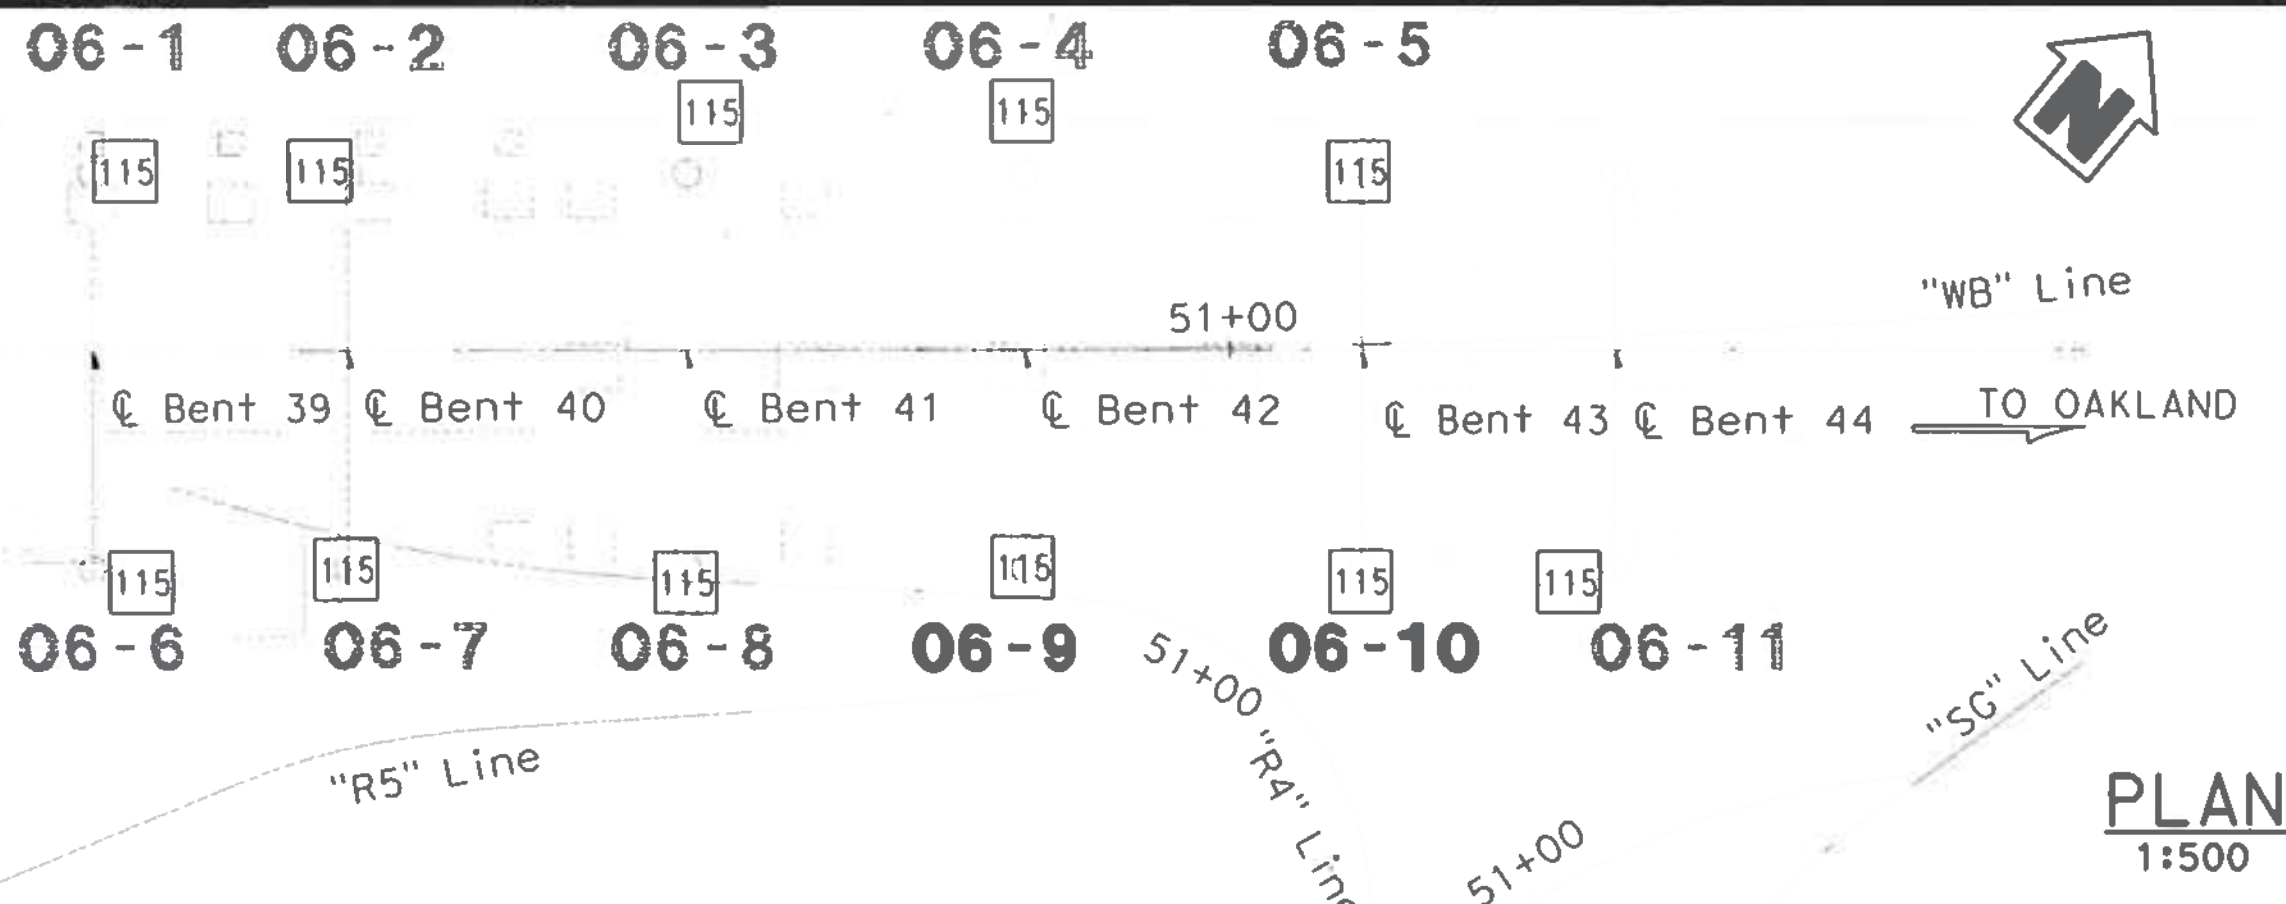 06-1 06-2 06-3 06-4 06-5
115 115
N
115 115 115
"WB" Line
51+00
℄ Bent 39 ℄ Bent 40 ℄ Bent 41 ℄ Bent 42 ℄ Bent 43 ℄ Bent 44 TO OAKLAND
115 115 115 115 115 115
06-6 06-7 06-8 06-9 06-10 06-11
51+00 "R4" Line
"SG" Line
"R5" Line
51+00
PLAN
1:500